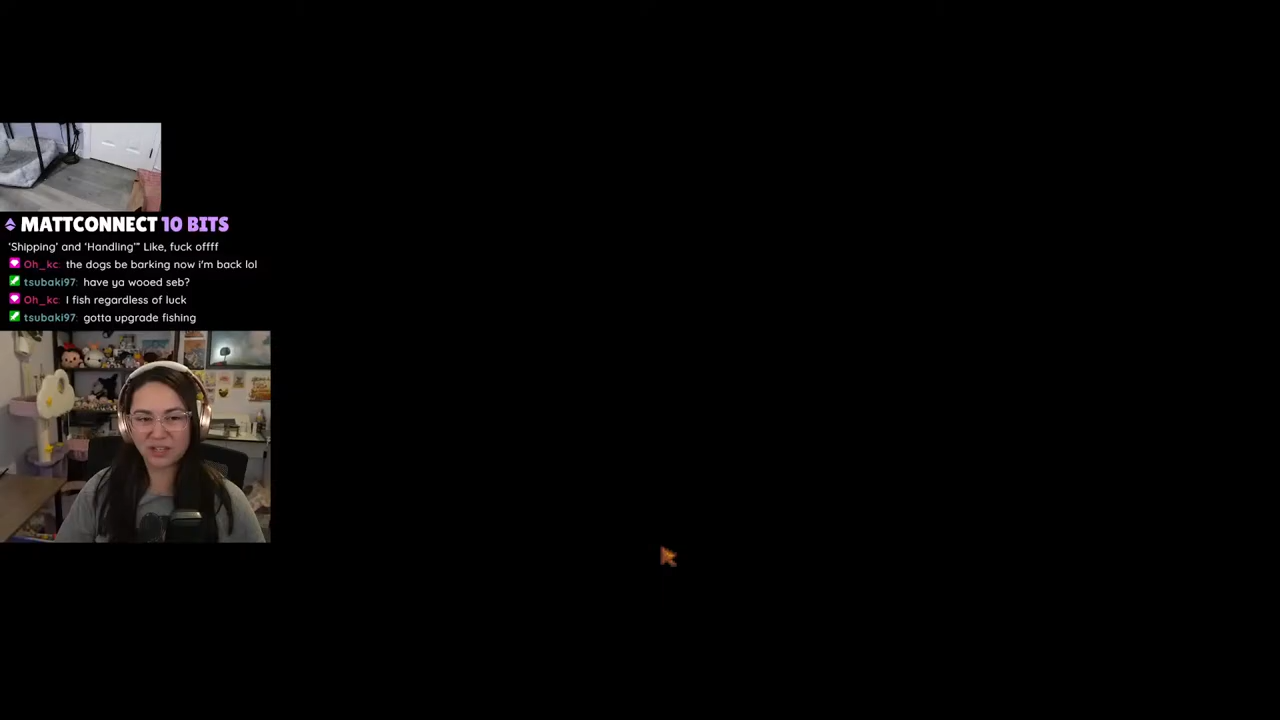 MATTCONNECT 10 BITS
'Shipping' and 'Handling'" Like, fuck offff
Oh_kc: the dogs be barking now i'm back lol
tsubaki97: have ya wooed seb?
Oh_kc: I fish regardless of luck
tsubaki97: gotta upgrade fishing